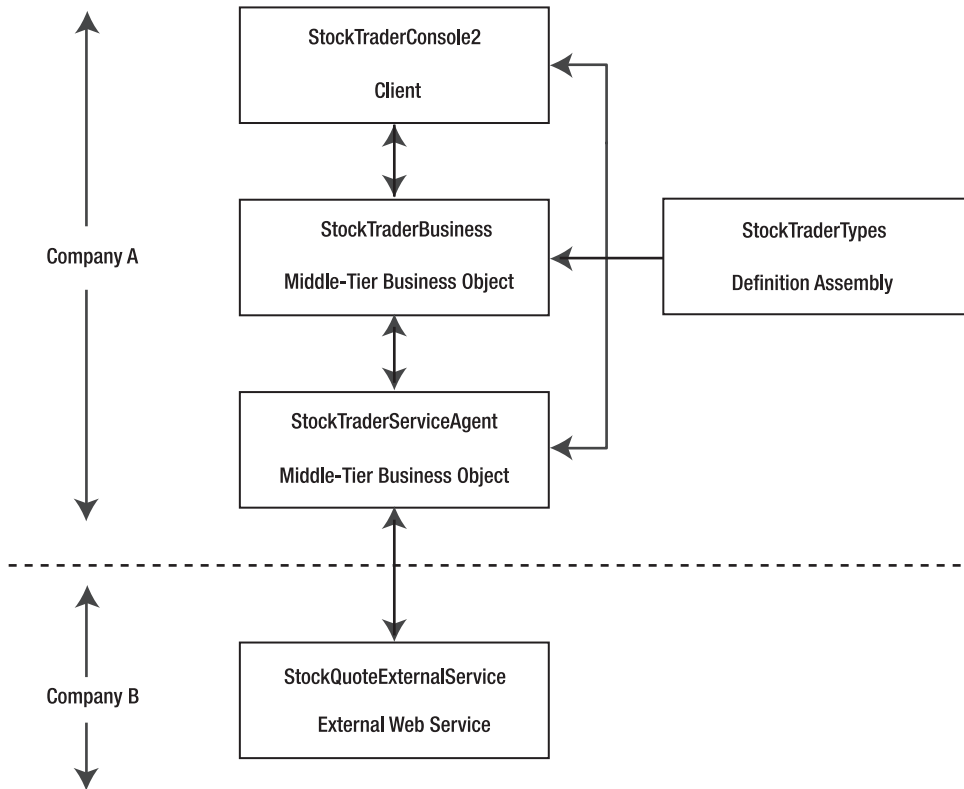 StockTraderConsole2
Client
StockTraderBusiness
Middle-Tier Business Object
StockTraderTypes
Definition Assembly
Company A
StockTraderServiceAgent
Middle-Tier Business Object
StockQuoteExternalService
External Web Service
Company B